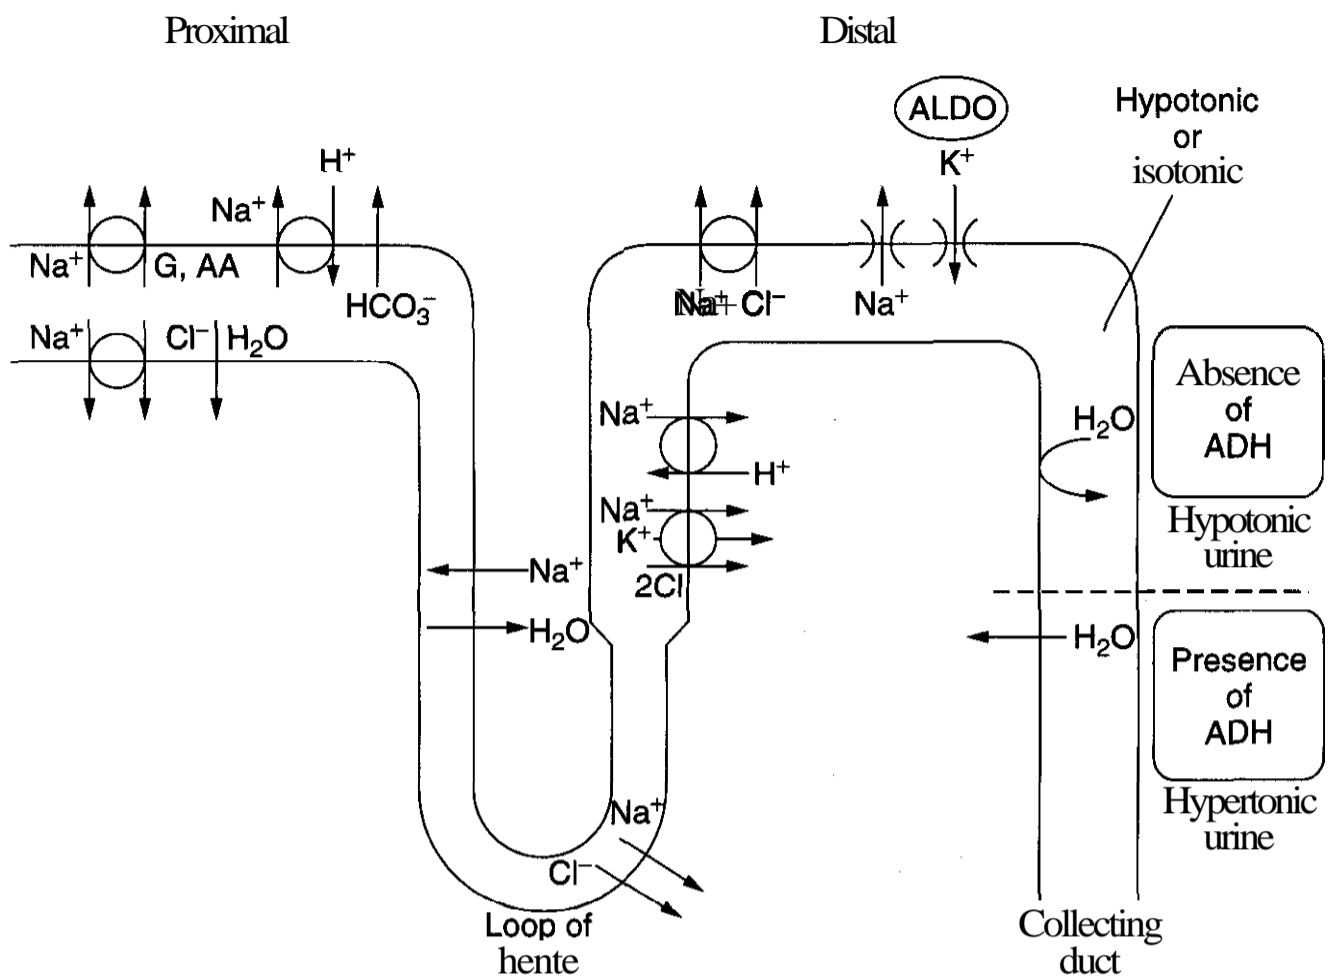 Proximal
Distal
ALDO
Hypotonic
or
isotonic
H⁺
K⁺
Na⁺
Na⁺
G, AA
HCO₃⁻
Na⁺ Cl⁻
Na⁺
Na⁺
Cl⁻
H₂O
Absence
of
ADH
Na⁺
H₂O
H⁺
Na⁺
K⁺
2Cl
Hypotonic
urine
Na⁺
H₂O
H₂O
Presence
of
ADH
Na⁺
Cl⁻
Hypertonic
urine
Loop of
hente
Collecting
duct